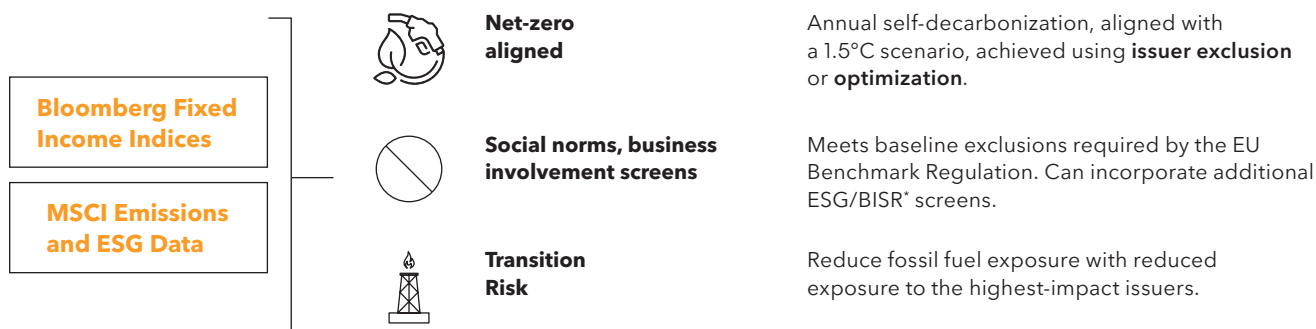 Bloomberg Fixed
Income Indices
MSCI Emissions
and ESG Data
Net-zero
aligned
Annual self-decarbonization, aligned with
a 1.5°C scenario, achieved using issuer exclusion
or optimization.
Social norms, business
involvement screens
Meets baseline exclusions required by the EU
Benchmark Regulation. Can incorporate additional
ESG/BISR* screens.
Transition
Risk
Reduce fossil fuel exposure with reduced
exposure to the highest-impact issuers.